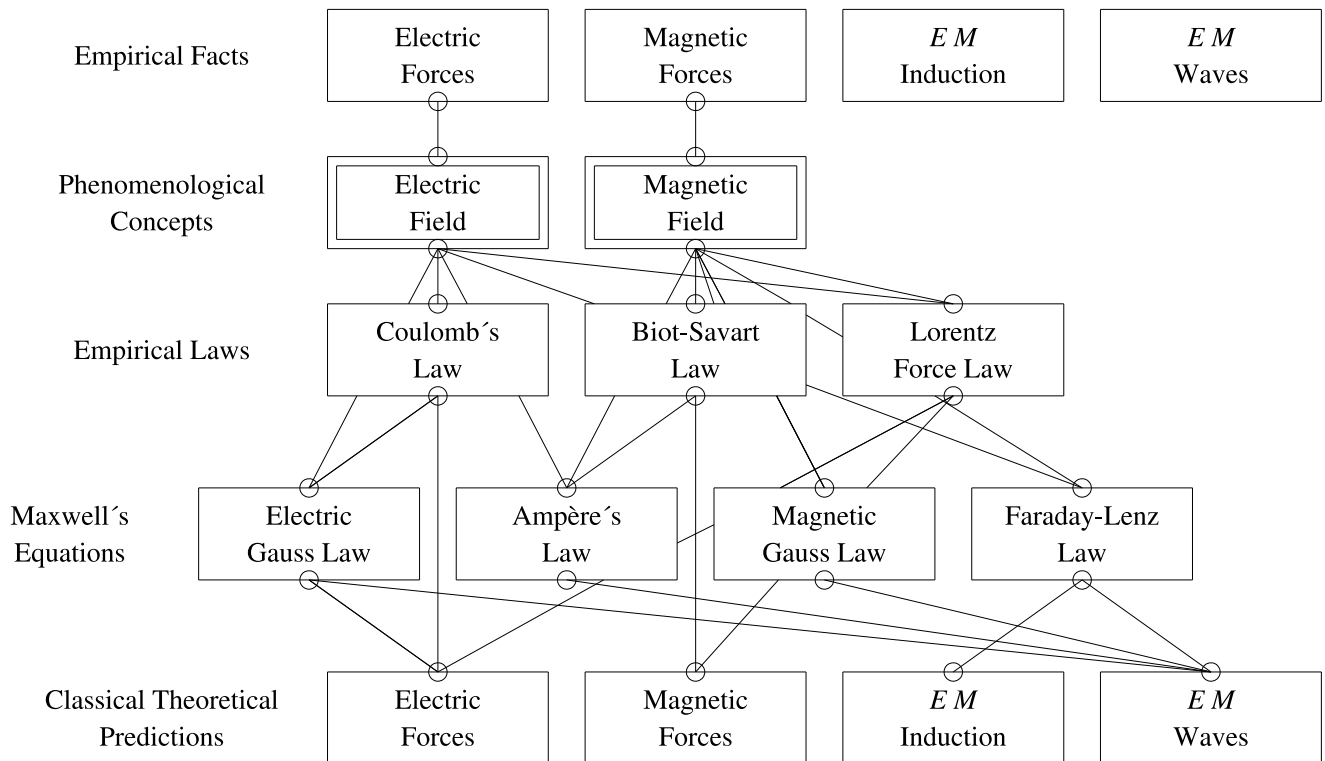 Empirical Facts
Electric
Forces
Magnetic
Forces
E M
Induction
E M
Waves
Phenomenological
Concepts
Electric
Field
Magnetic
Field
Empirical Laws
Coulomb´s
Law
Biot-Savart
Law
Lorentz
Force Law
Maxwell´s
Equations
Electric
Gauss Law
Ampère´s
Law
Magnetic
Gauss Law
Faraday-Lenz
Law
Classical Theoretical
Predictions
Electric
Forces
Magnetic
Forces
E M
Induction
E M
Waves